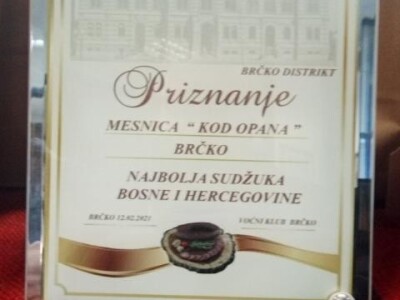 BRČKO DISTRIKT
Priznanje
MESNICA “ KOD OPANA ”
BRČKO
NAJBOLJA SUDŽUKA
BOSNE I HERCEGOVINE
BRČKO 12.02.2023 VOĆNI KLUB BRČKO